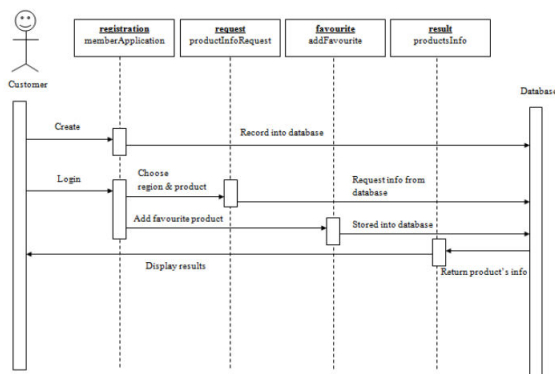 registration
memberApplication
request
productInfoRequest
favourite
addFavourite
result
productsInfo
Customer
Database
Create
Record into database
Login
Choose
region & product
Request info from
database
Add favourite product
Stored into database
Display results
Return product's info